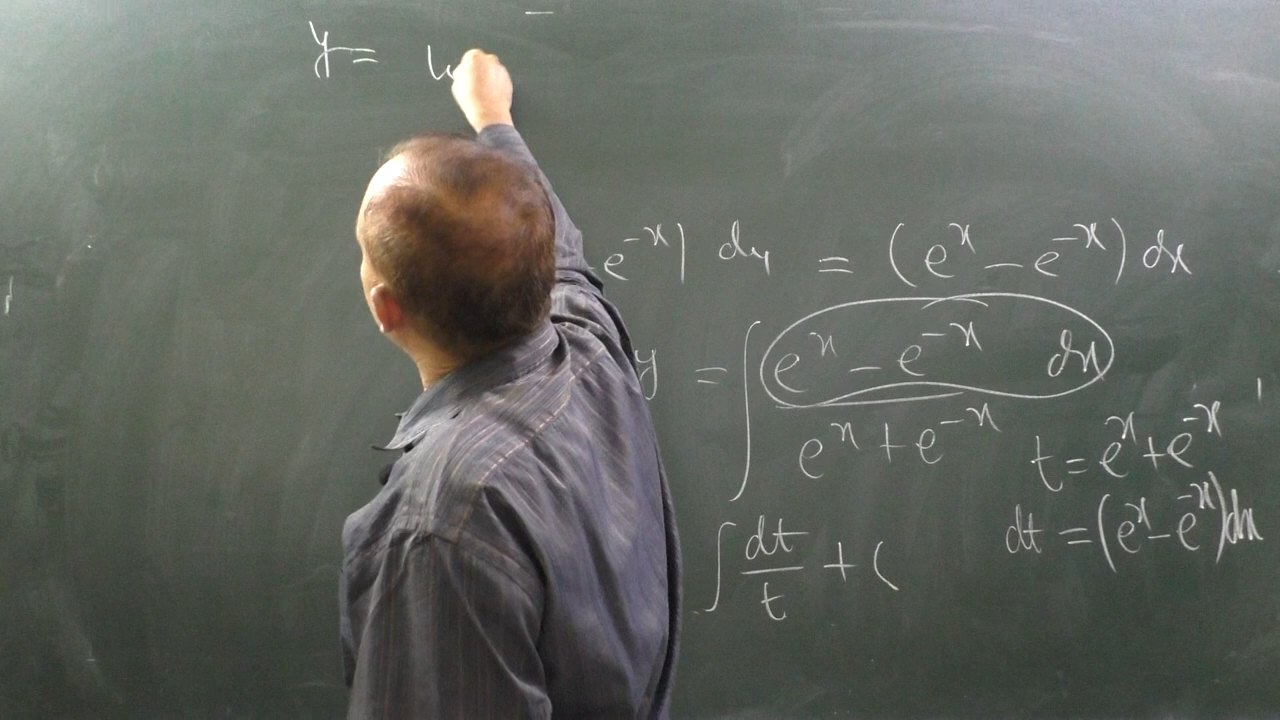 y =
e^{-x}) dy = (e^x - e^{-x}) dx
y = ∫ (e^x - e^{-x} dx) / (e^x + e^{-x})
t = e^x + e^{-x}
dt = (e^x - e^{-x}) dx
∫ dt/t + (